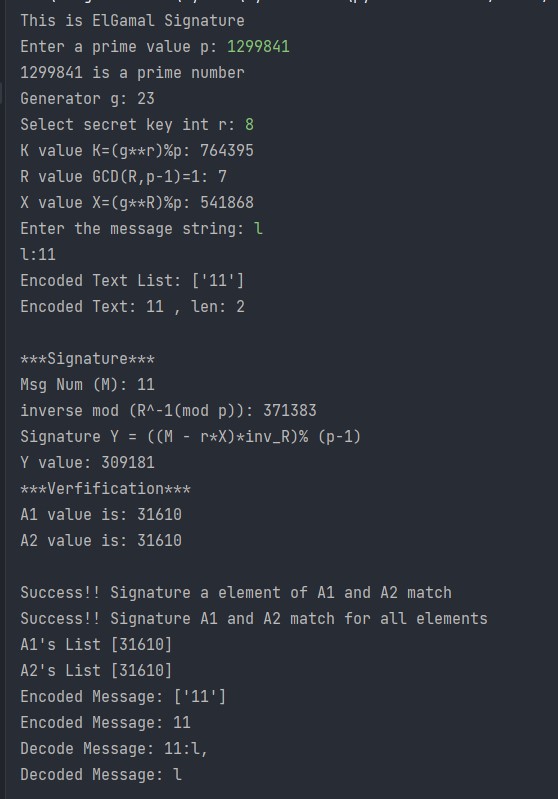 This is ElGamal Signature
Enter a prime value p: 1299841
1299841 is a prime number
Generator g: 23
Select secret key int r: 8
K value K=(g**r)%p: 764395
R value GCD(R,p-1)=1: 7
X value X=(g**R)%p: 541868
Enter the message string: l
l:11
Encoded Text List: ['11']
Encoded Text: 11 , len: 2
***Signature***
Msg Num (M): 11
inverse mod (R^-1(mod p)): 371383
Signature Y = ((M - r*X)*inv_R)% (p-1)
Y value: 309181
***Verfification***
A1 value is: 31610
A2 value is: 31610
Success!! Signature a element of A1 and A2 match
Success!! Signature A1 and A2 match for all elements
A1's List [31610]
A2's List [31610]
Encoded Message: ['11']
Encoded Message: 11
Decode Message: 11:l,
Decoded Message: l